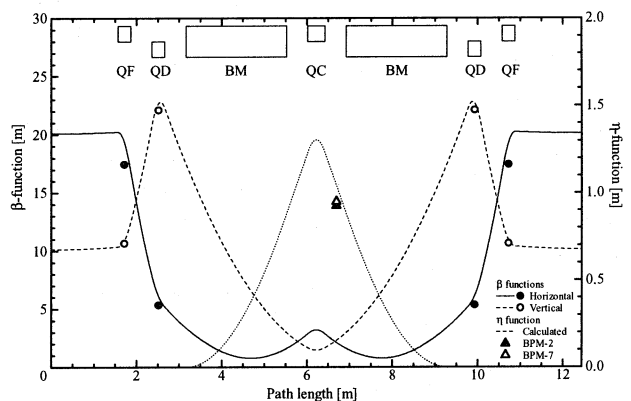 30
25
20
15
10
5
0
β-function [m]
2.0
1.5
1.0
0.5
0.0
η-function [m]
QF
QD
BM
QC
BM
QD
QF
β functions
Horizontal
Vertical
η function
Calculated
BPM-2
BPM-7
0
2
4
6
8
10
12
Path length [m]